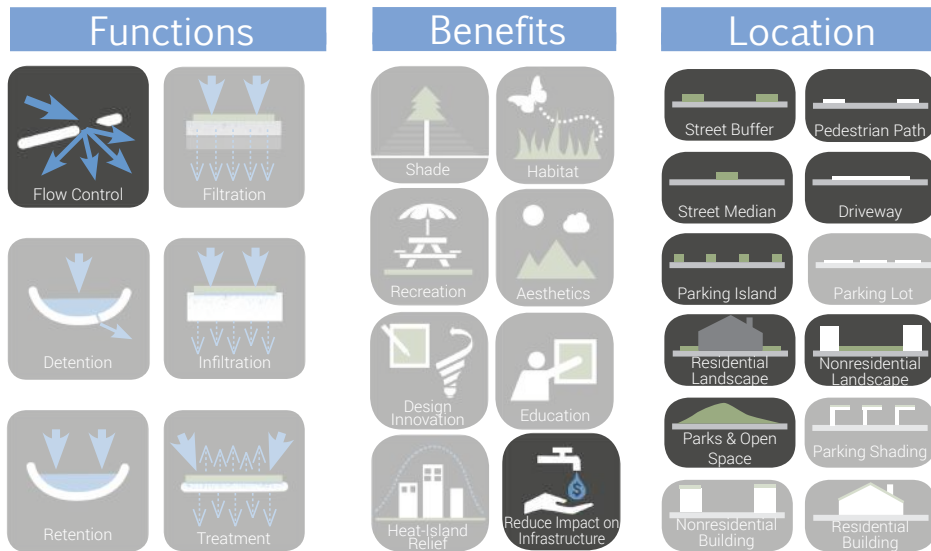 Functions
Benefits
Location
Flow Control
Filtration
Detention
Infiltration
Retention
Treatment
Shade
Habitat
Recreation
Aesthetics
Design
Innovation
Education
Heat-Island
Relief
$
Reduce Impact on
Infrastructure
Street Buffer
Pedestrian Path
Street Median
Driveway
Parking Island
Parking Lot
Residential
Landscape
Nonresidential
Landscape
Parks & Open
Space
Parking Shading
Nonresidential
Building
Residential
Building